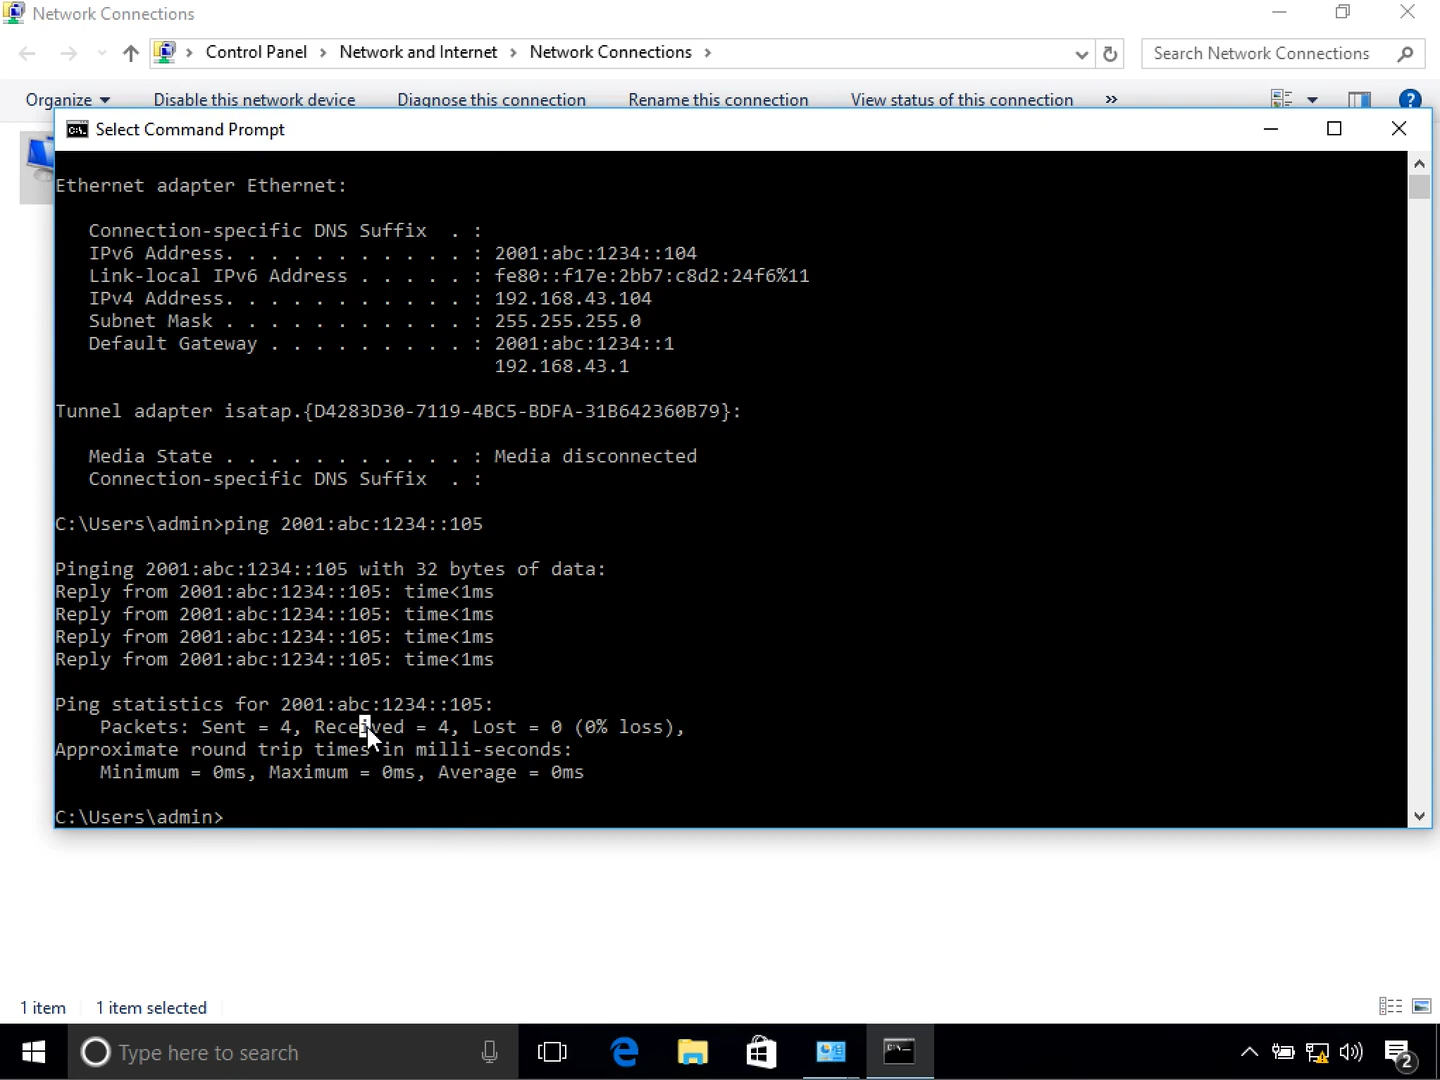 Network Connections
Control Panel > Network and Internet > Network Connections >
Search Network Connections
Organize Disable this network device Diagnose this connection Rename this connection View status of this connection »
?
Select Command Prompt
Ethernet adapter Ethernet:
Connection-specific DNS Suffix . :
IPv6 Address. . . . . . . . . . . : 2001:abc:1234::104
Link-local IPv6 Address . . . . . : fe80::f17e:2bb7:c8d2:24f6%11
IPv4 Address. . . . . . . . . . . : 192.168.43.104
Subnet Mask . . . . . . . . . . . : 255.255.255.0
Default Gateway . . . . . . . . . : 2001:abc:1234::1
192.168.43.1
Tunnel adapter isatap.{D4283D30-7119-4BC5-BDFA-31B642360B79}:
Media State . . . . . . . . . . . : Media disconnected
Connection-specific DNS Suffix . :
C:\Users\admin>ping 2001:abc:1234::105
Pinging 2001:abc:1234::105 with 32 bytes of data:
Reply from 2001:abc:1234::105: time<1ms
Reply from 2001:abc:1234::105: time<1ms
Reply from 2001:abc:1234::105: time<1ms
Reply from 2001:abc:1234::105: time<1ms
Ping statistics for 2001:abc:1234::105:
Packets: Sent = 4, Received = 4, Lost = 0 (0% loss),
Approximate round trip times in milli-seconds:
Minimum = 0ms, Maximum = 0ms, Average = 0ms
C:\Users\admin>
1 item 1 item selected
Type here to search
2